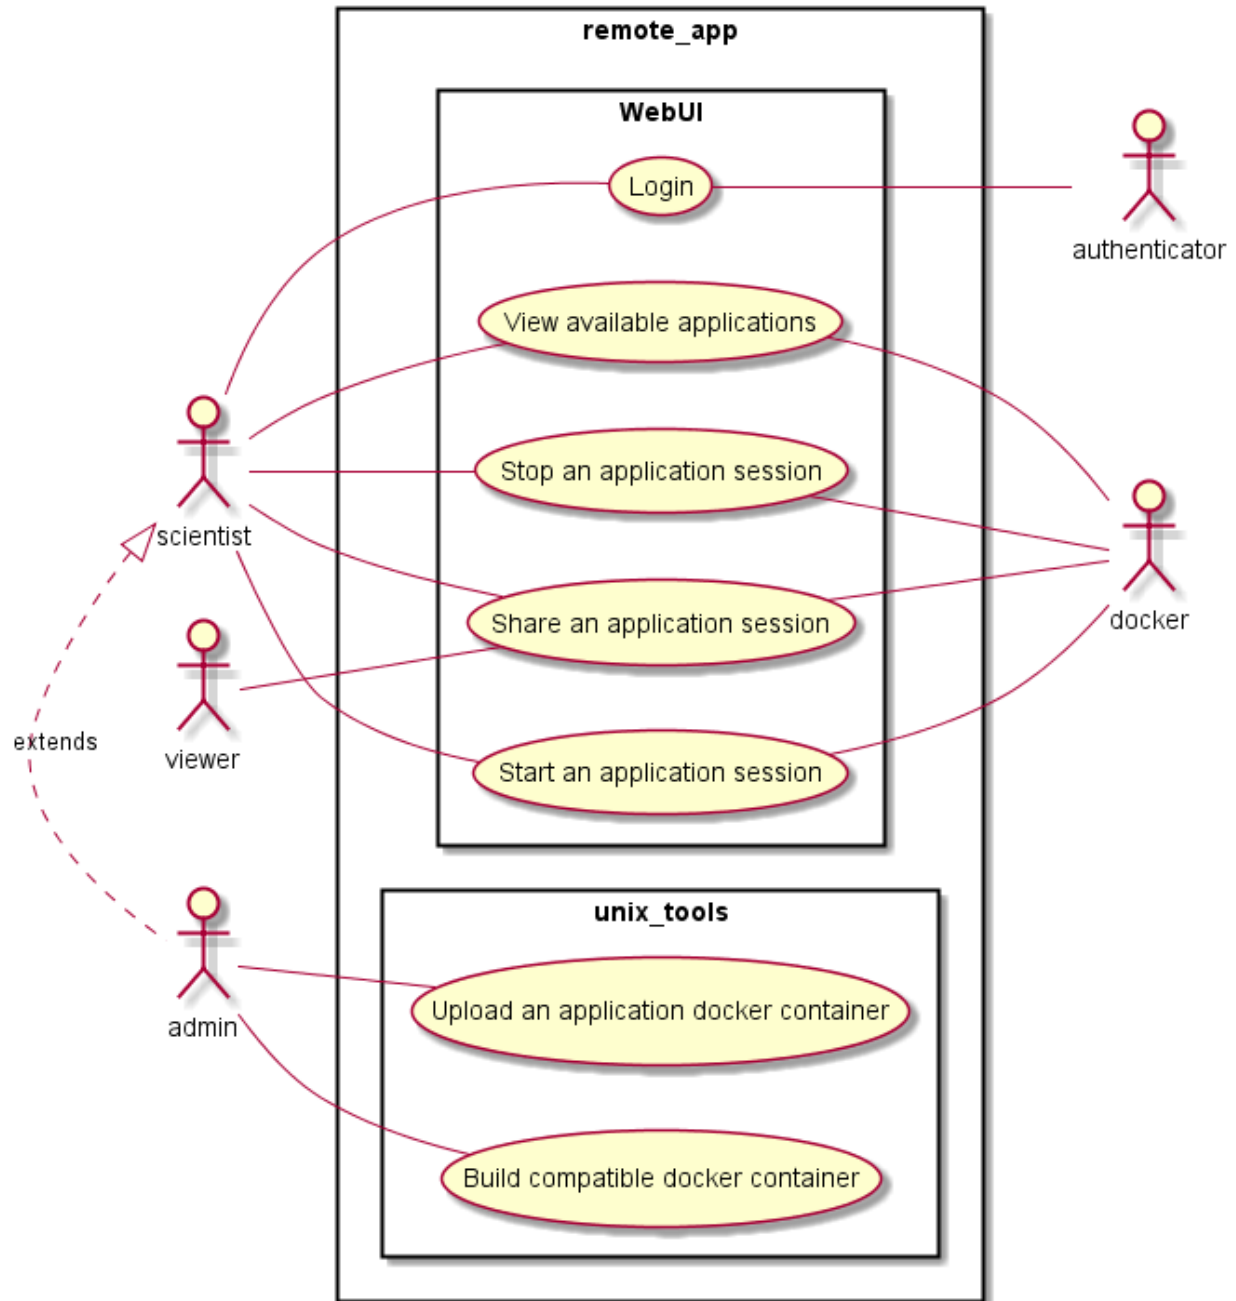 remote_app
WebUI
Login
authenticator
View available applications
Stop an application session
scientist
Share an application session
docker
extends
viewer
Start an application session
unix_tools
Upload an application docker container
admin
Build compatible docker container